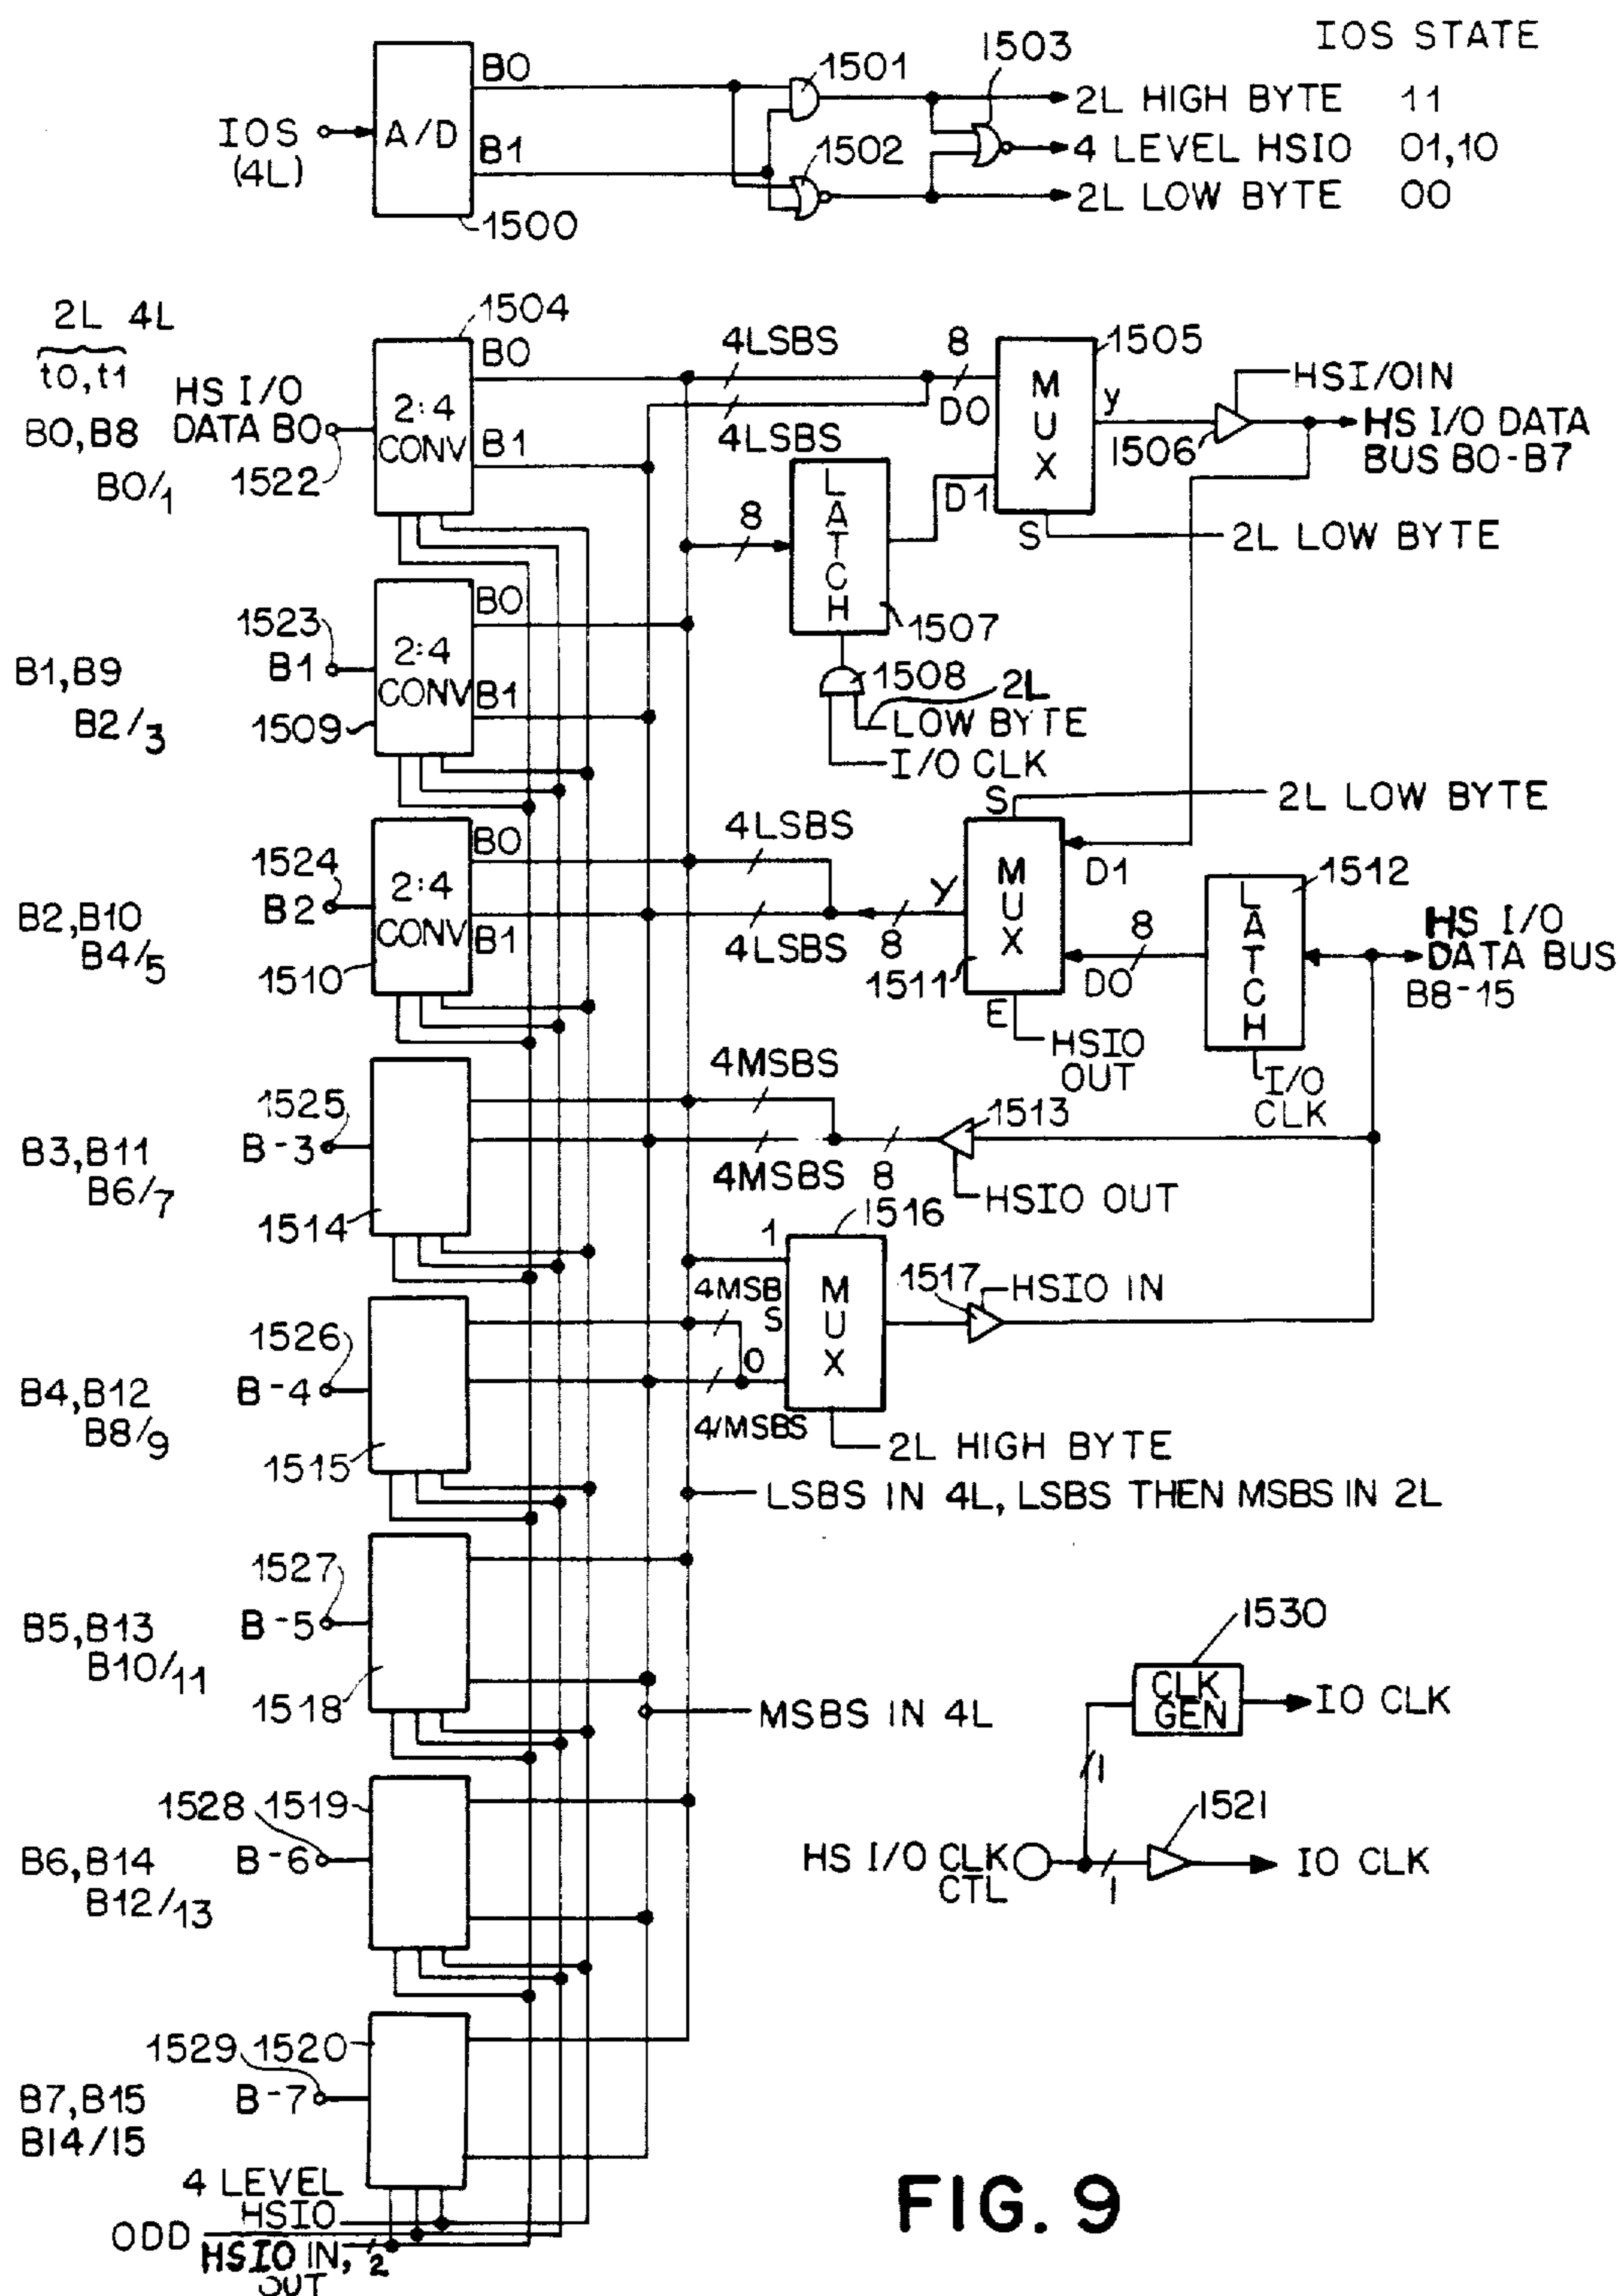 IOS STATE
1501
1503
B0
2L HIGH BYTE 11
IOS
(4L)
A/D
4 LEVEL HSIO 01,10
B1
1502
2L LOW BYTE 00
1500
2L 4L
t0,t1
1504
B0
4LSBS
8
1505
HS I/O
DATA B0
B0,B8
B0/1
1522
2:4
CONV
B1
4LSBS
D0
MUX
y
HSI/OIN
1506
HS I/O DATA
BUS B0-B7
8
LATCH
D1
S
2L LOW BYTE
1507
1523
B1
B0
2:4
CONV
B1
B1,B9
B2/3
1509
1508
2L
LOW BYTE
I/O CLK
S
2L LOW BYTE
1524
B2
B0
2:4
CONV
B1
B2,B10
B4/5
1510
4LSBS
4LSBS
8
y
MUX
1511
D1
D0
8
E
HSIO
OUT
LATCH
1512
I/O
CLK
HS I/O
DATA BUS
B8-15
1525
B-3
B3,B11
B6/7
1514
4MSBS
4MSBS
8
1513
HSIO OUT
1516
1
4MSB
S
0
4/MSBS
MUX
1517
HSIO IN
2L HIGH BYTE
1526
B-4
B4,B12
B8/9
1515
LSBS IN 4L, LSBS THEN MSBS IN 2L
1527
B-5
B5,B13
B10/11
1518
MSBS IN 4L
1530
CLK
GEN
IO CLK
1
1528
1519
B-6
B6,B14
B12/13
1521
HS I/O CLK
CTL
1
IO CLK
1529
1520
B-7
B7,B15
B14/15
4 LEVEL
HSIO
ODD
HSIO IN, 2
OUT
FIG. 9